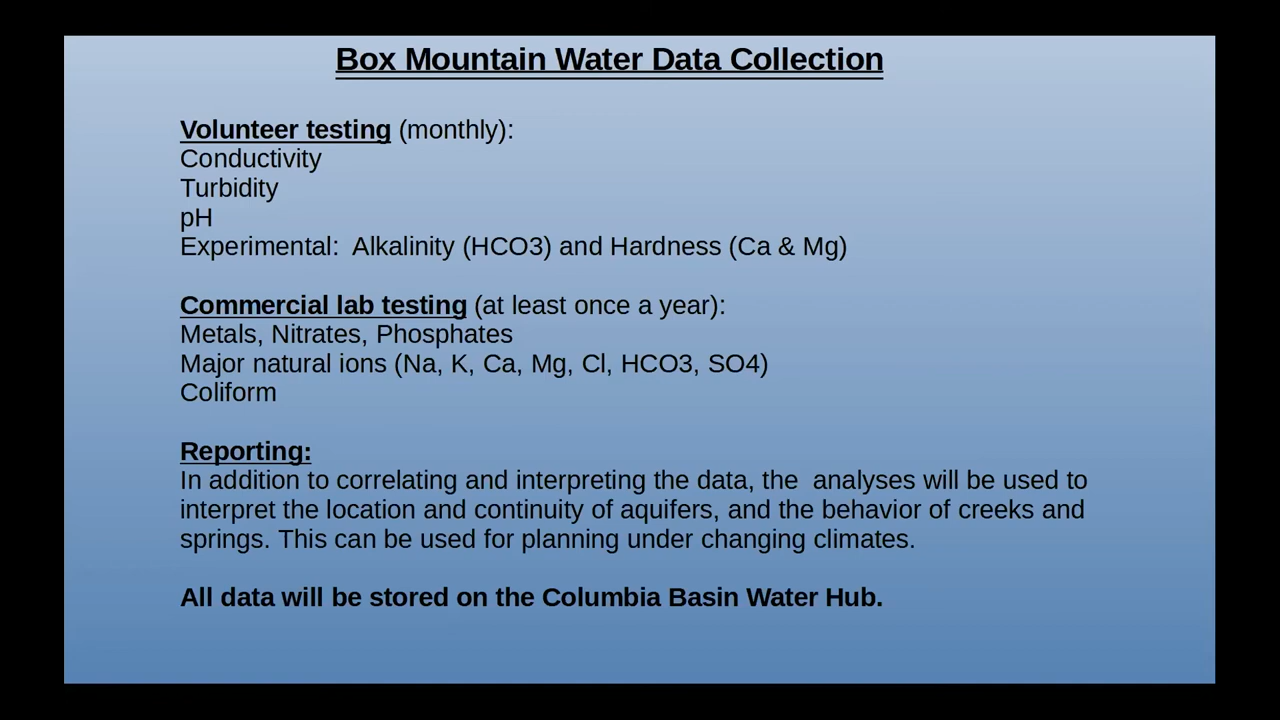 Box Mountain Water Data Collection
Volunteer testing (monthly):
Conductivity
Turbidity
pH
Experimental:  Alkalinity (HCO3) and Hardness (Ca & Mg)
Commercial lab testing (at least once a year):
Metals, Nitrates, Phosphates
Major natural ions (Na, K, Ca, Mg, Cl, HCO3, SO4)
Coliform
Reporting:
In addition to correlating and interpreting the data, the  analyses will be used to
interpret the location and continuity of aquifers, and the behavior of creeks and
springs. This can be used for planning under changing climates.
All data will be stored on the Columbia Basin Water Hub.